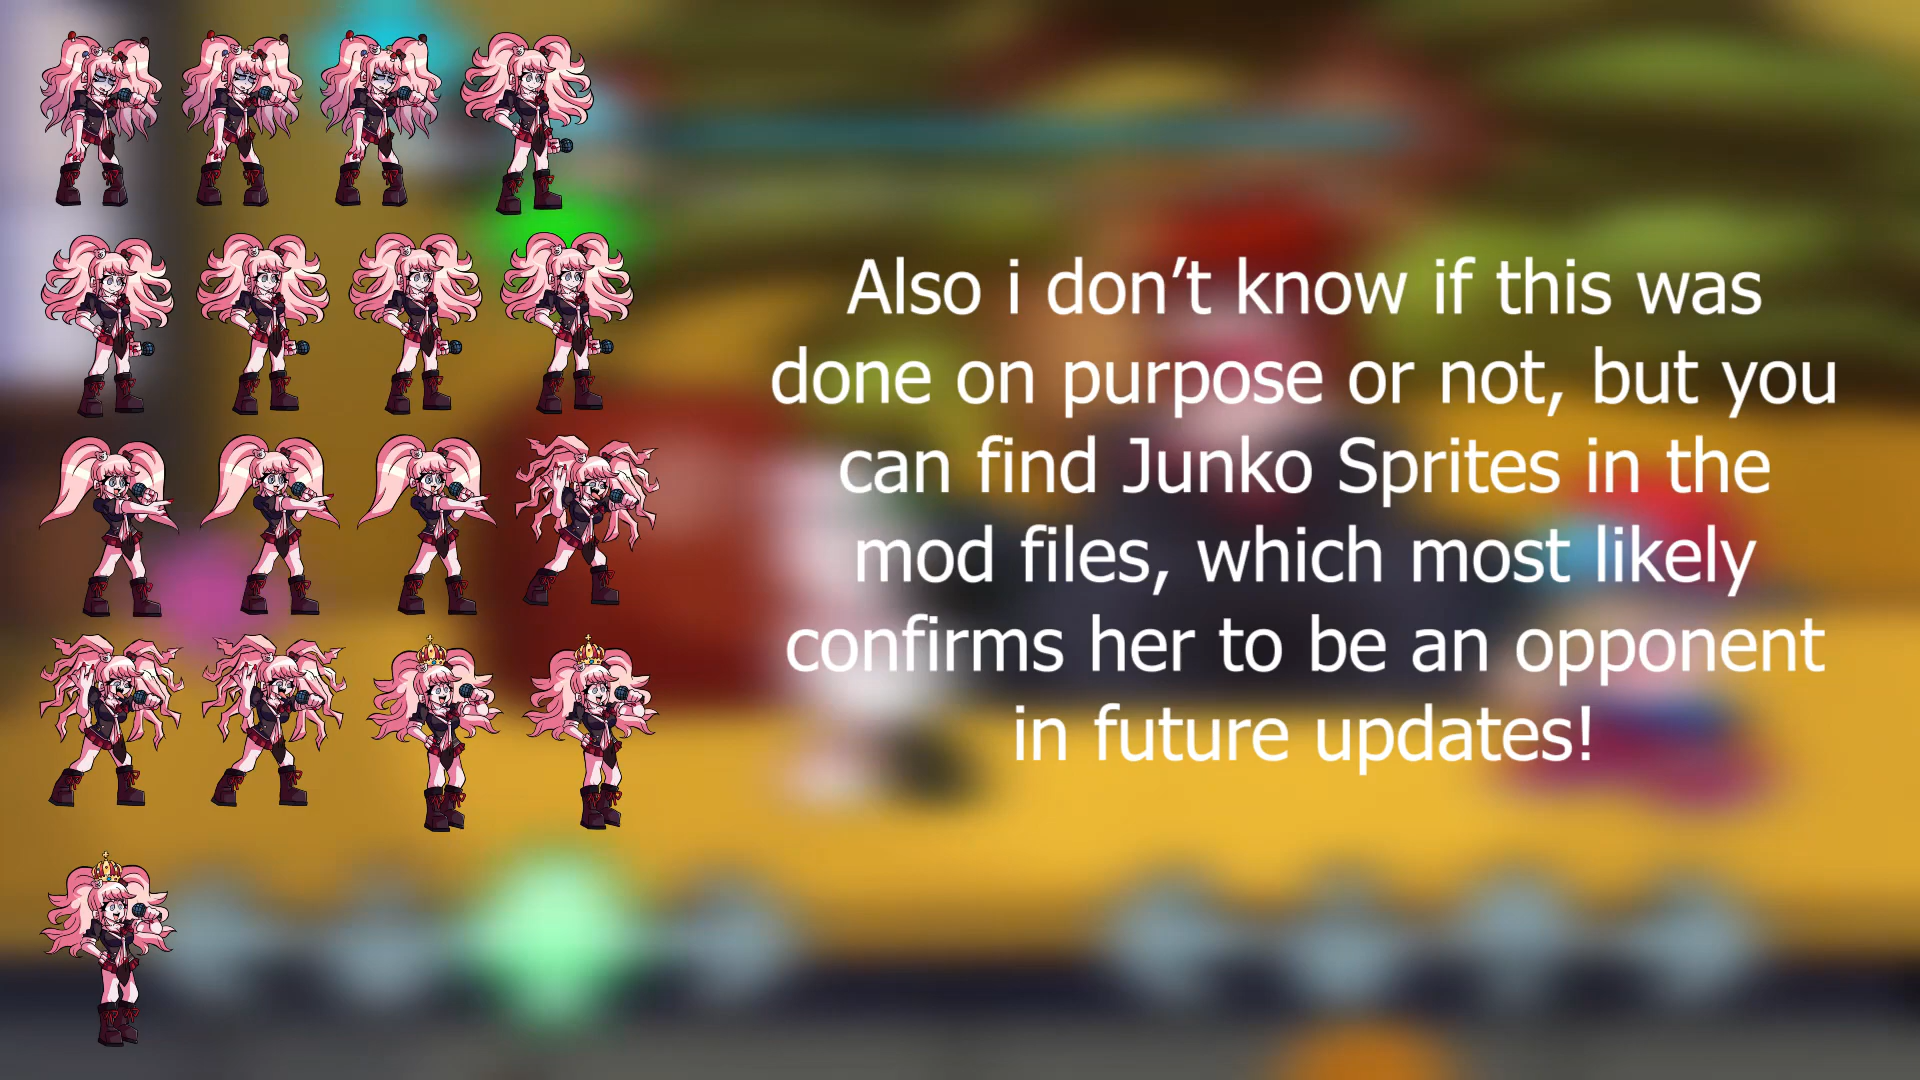 Also i don’t know if this was
done on purpose or not, but you
can find Junko Sprites in the
mod files, which most likely
confirms her to be an opponent
in future updates!